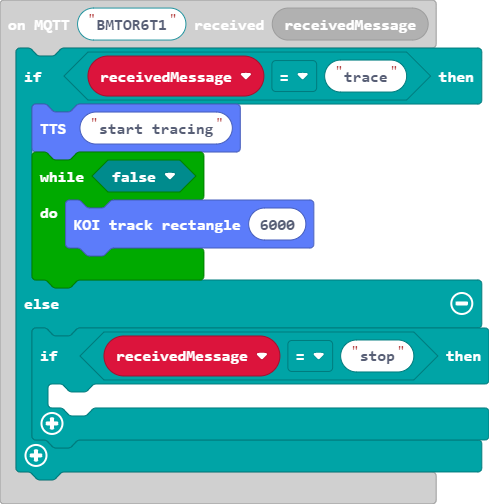 on MQTT "BMTOR6T1" received receivedMessage
if receivedMessage = "trace" then
TTS "start tracing"
while false
do KOI track rectangle 6000
else
if receivedMessage = "stop" then